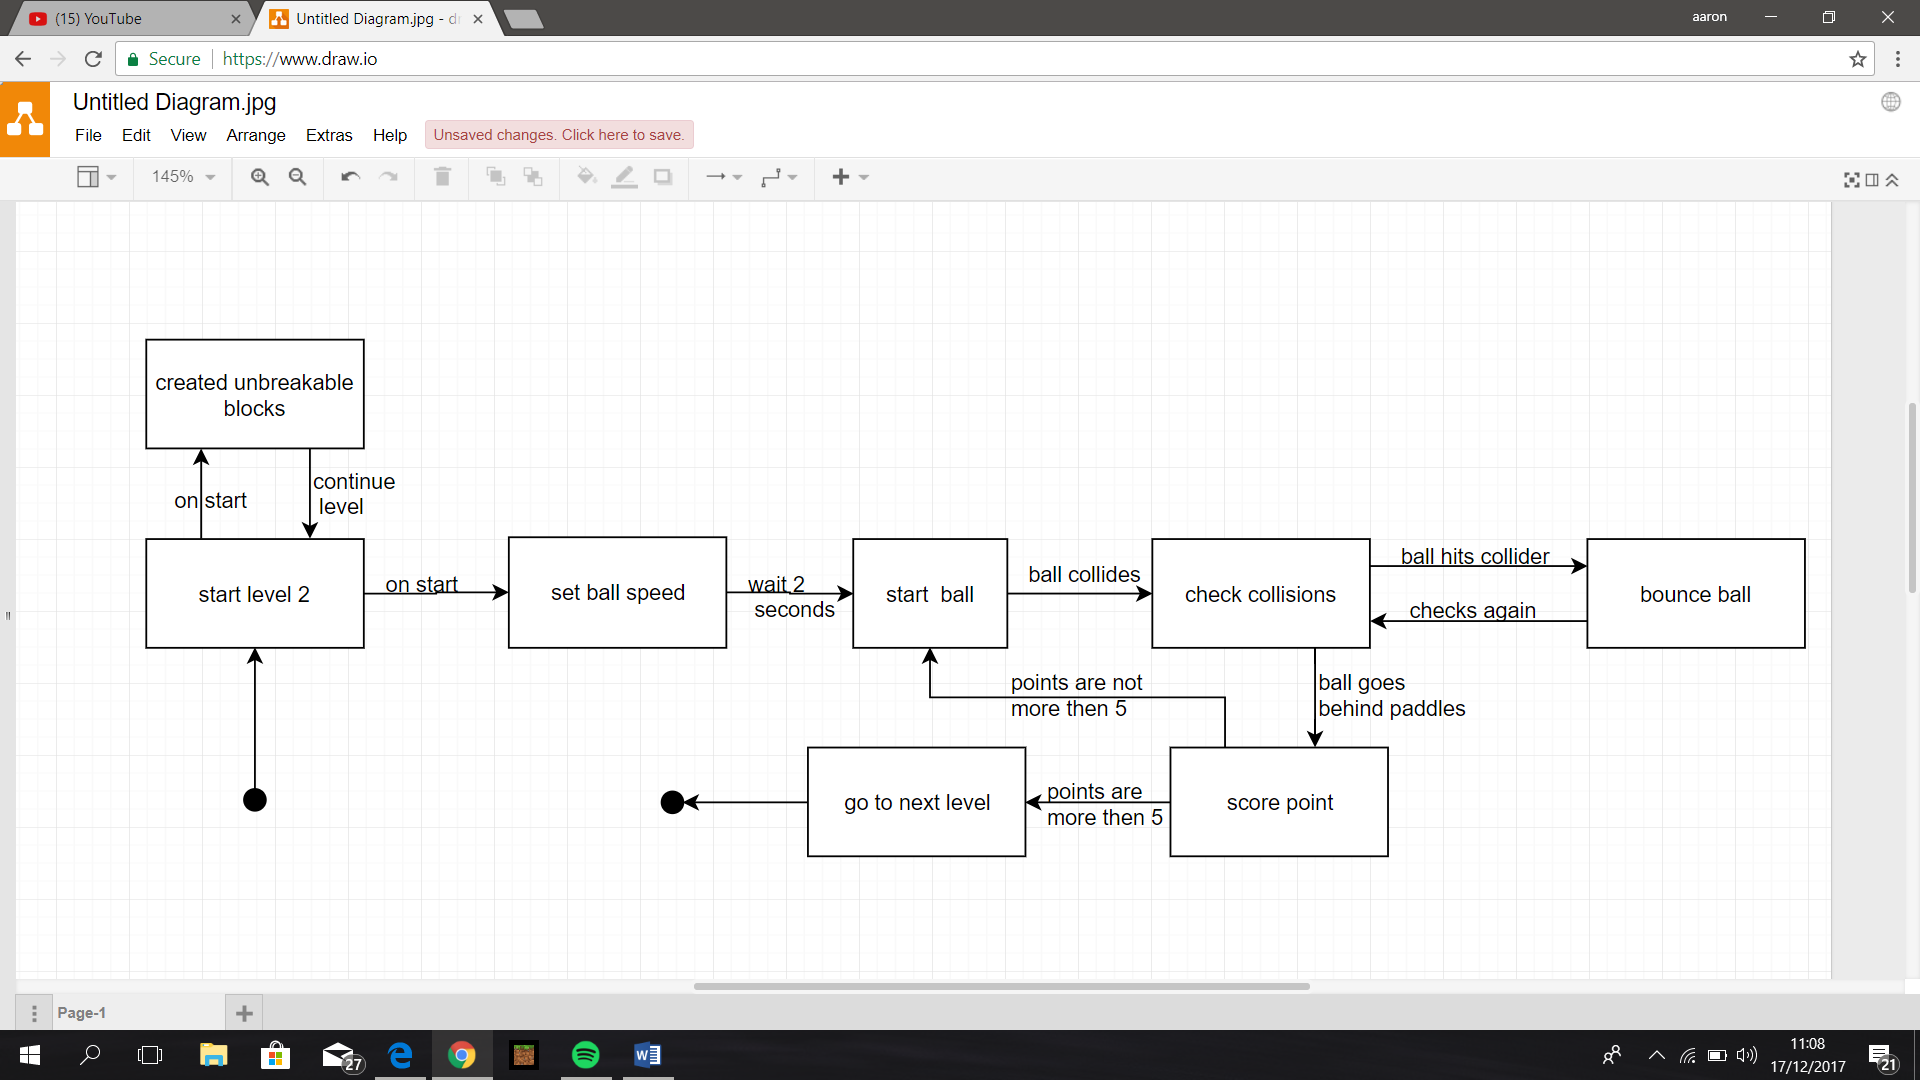 (15) YouTube
Untitled Diagram.jpg - d
aaron
Secure
https://www.draw.io
Untitled Diagram.jpg
File Edit View Arrange Extras Help
Unsaved changes. Click here to save.
145%
created unbreakable
blocks
on start
continue
level
start level 2
on start
set ball speed
wait 2
seconds
start ball
ball collides
check collisions
ball hits collider
checks again
bounce ball
points are not
more then 5
ball goes
behind paddles
go to next level
points are
more then 5
score point
Page-1
27
W
11:08
17/12/2017
21